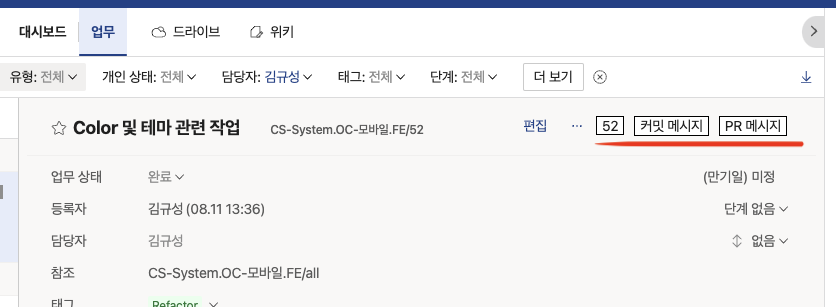 대시보드 업무 드라이브 위키
유형: 전체 개인 상태: 전체 담당자: 김규성 태그: 전체 단계: 전체 더 보기
Color 및 테마 관련 작업 CS-System.OC-모바일.FE/52 편집 ... 52 커밋 메시지 PR 메시지
업무 상태 완료 (만기일) 미정
등록자 김규성 (08.11 13:36) 단계 없음
담당자 김규성 없음
참조 CS-System.OC-모바일.FE/all
태그 Refactor